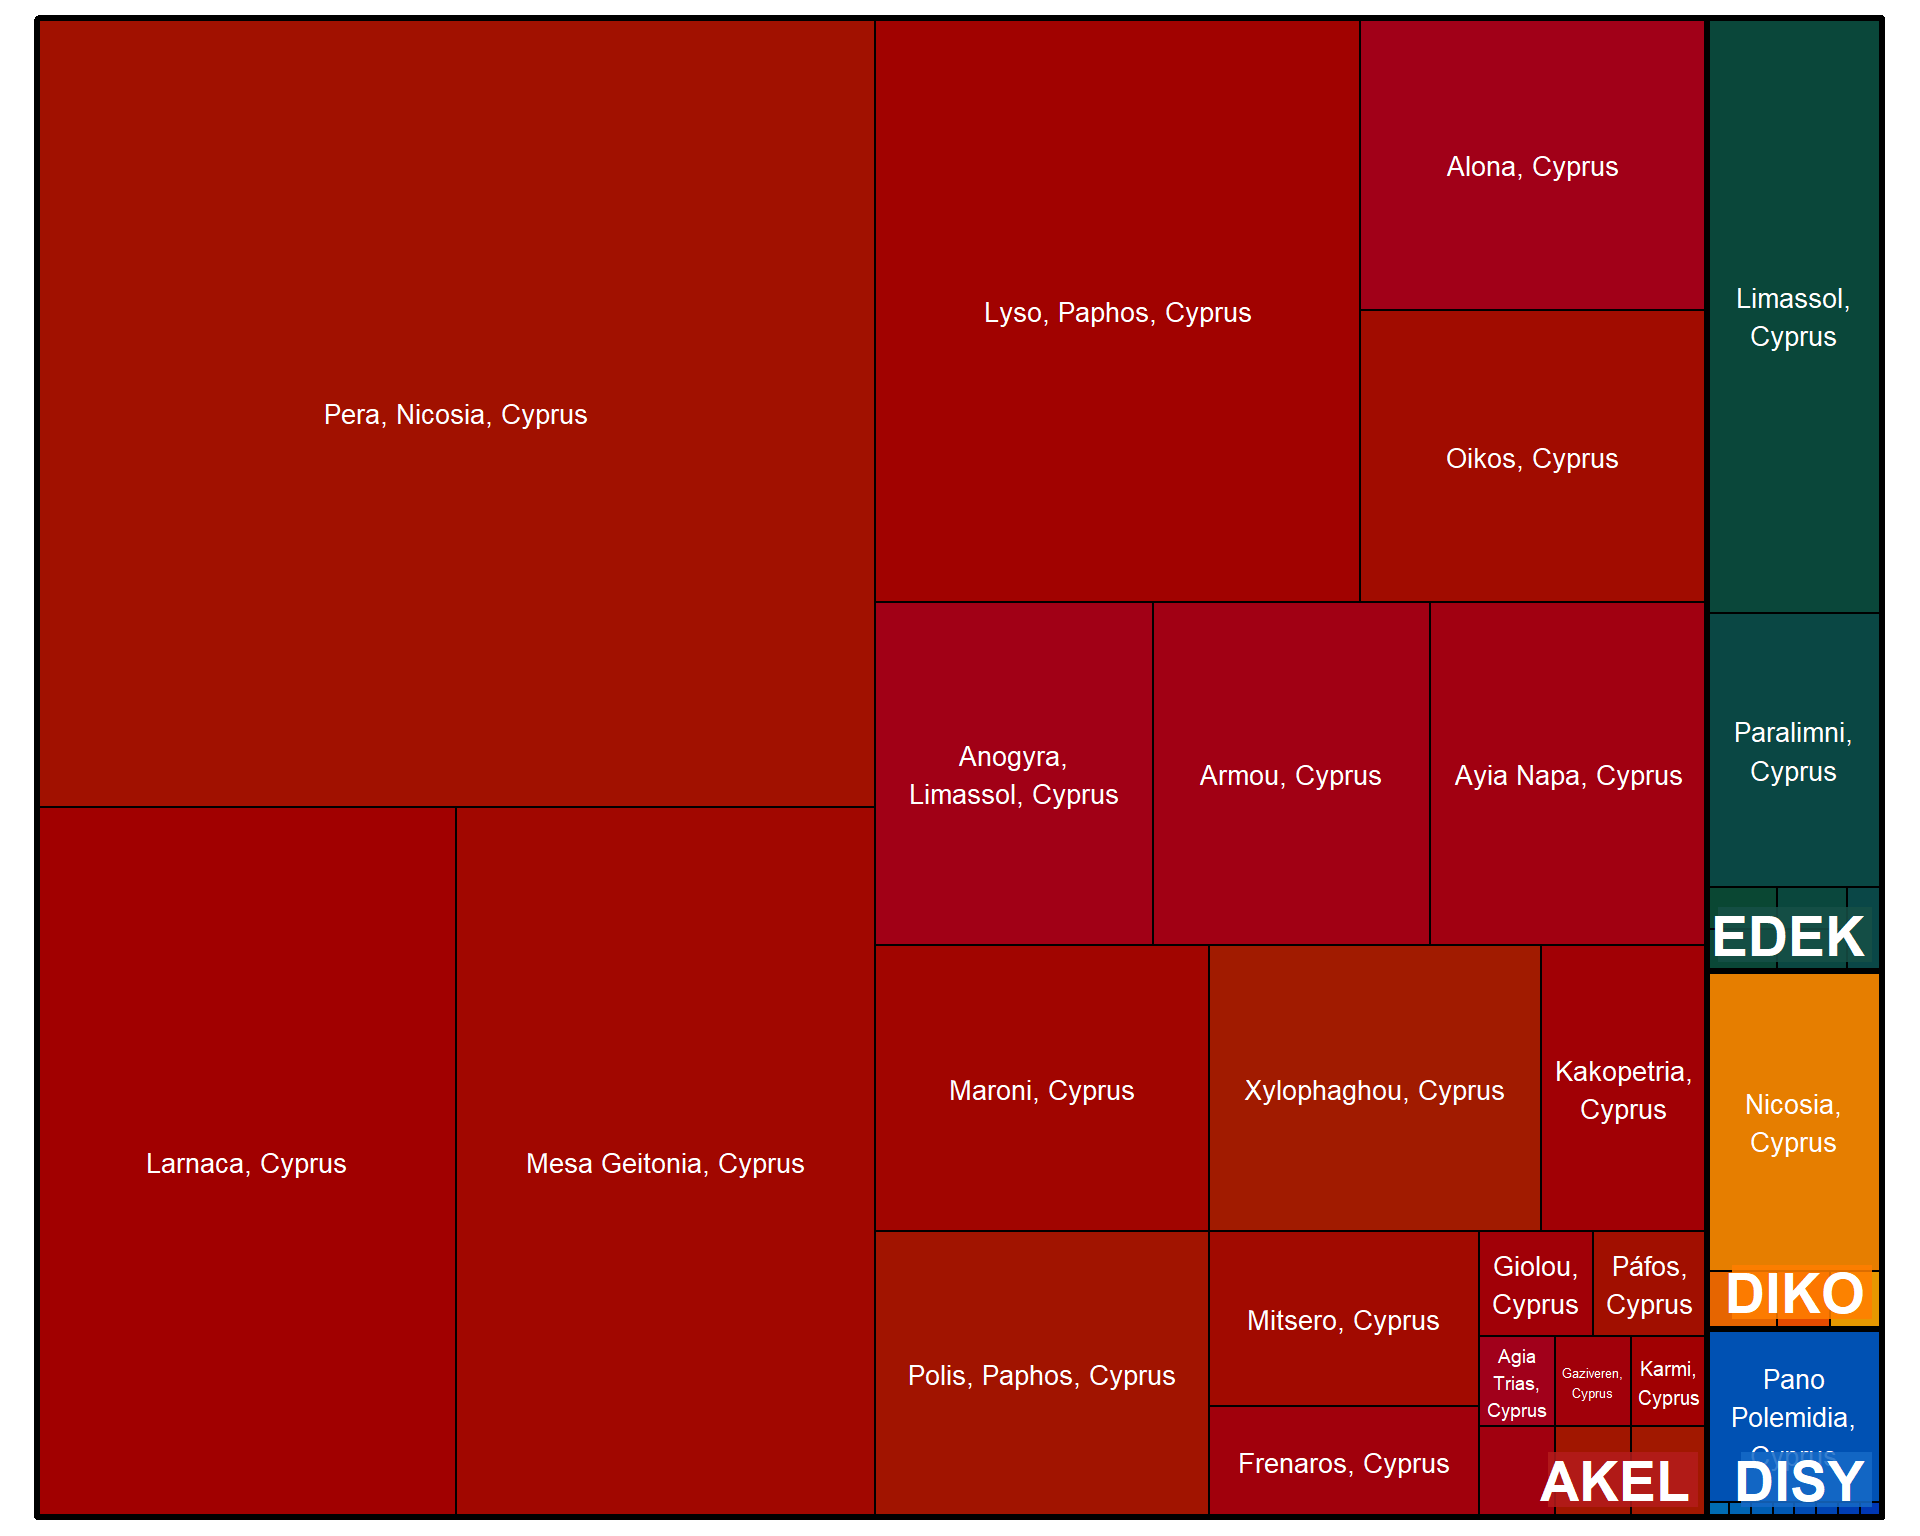 Pera, Nicosia, Cyprus
Larnaca, Cyprus
Mesa Geitonia, Cyprus
Lyso, Paphos, Cyprus
Alona, Cyprus
Oikos, Cyprus
Anogyra,
Limassol, Cyprus
Armou, Cyprus
Ayia Napa, Cyprus
Maroni, Cyprus
Xylophaghou, Cyprus
Kakopetria,
Cyprus
Polis, Paphos, Cyprus
Mitsero, Cyprus
Frenaros, Cyprus
Giolou,
Cyprus
Páfos,
Cyprus
Agia
Trias,
Cyprus
Gaziveren,
Cyprus
Karmi,
Cyprus
AKEL
Limassol,
Cyprus
Paralimni,
Cyprus
EDEK
Nicosia,
Cyprus
DIKO
Pano
Polemidia,
Cyprus
DISY